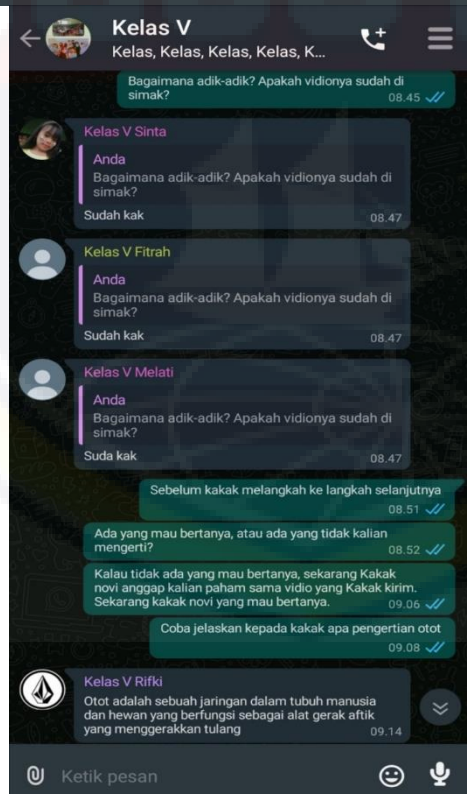 Kelas V
Kelas, Kelas, Kelas, Kelas, K...
Bagaimana adik-adik? Apakah vidionya sudah di
simak?
08.45
Kelas V Sinta
Anda
Bagaimana adik-adik? Apakah vidionya sudah di
simak?
Sudah kak
08.47
Kelas V Fitrah
Anda
Bagaimana adik-adik? Apakah vidionya sudah di
simak?
Sudah kak
08.47
Kelas V Melati
Anda
Bagaimana adik-adik? Apakah vidionya sudah di
simak?
Suda kak
08.47
Sebelum kakak melangkah ke langkah selanjutnya
08.51
Ada yang mau bertanya, atau ada yang tidak kalian
mengerti?
08.52
Kalau tidak ada yang mau bertanya, sekarang Kakak
novi anggap kalian paham sama vidio yang Kakak kirim.
Sekarang kakak novi yang mau bertanya.
09.06
Coba jelaskan kepada kakak apa pengertian otot
09.08
Kelas V Rifki
Otot adalah sebuah jaringan dalam tubuh manusia
dan hewan yang berfungsi sebagai alat gerak aftik
yang menggerakkan tulang
09.14
Ketik pesan